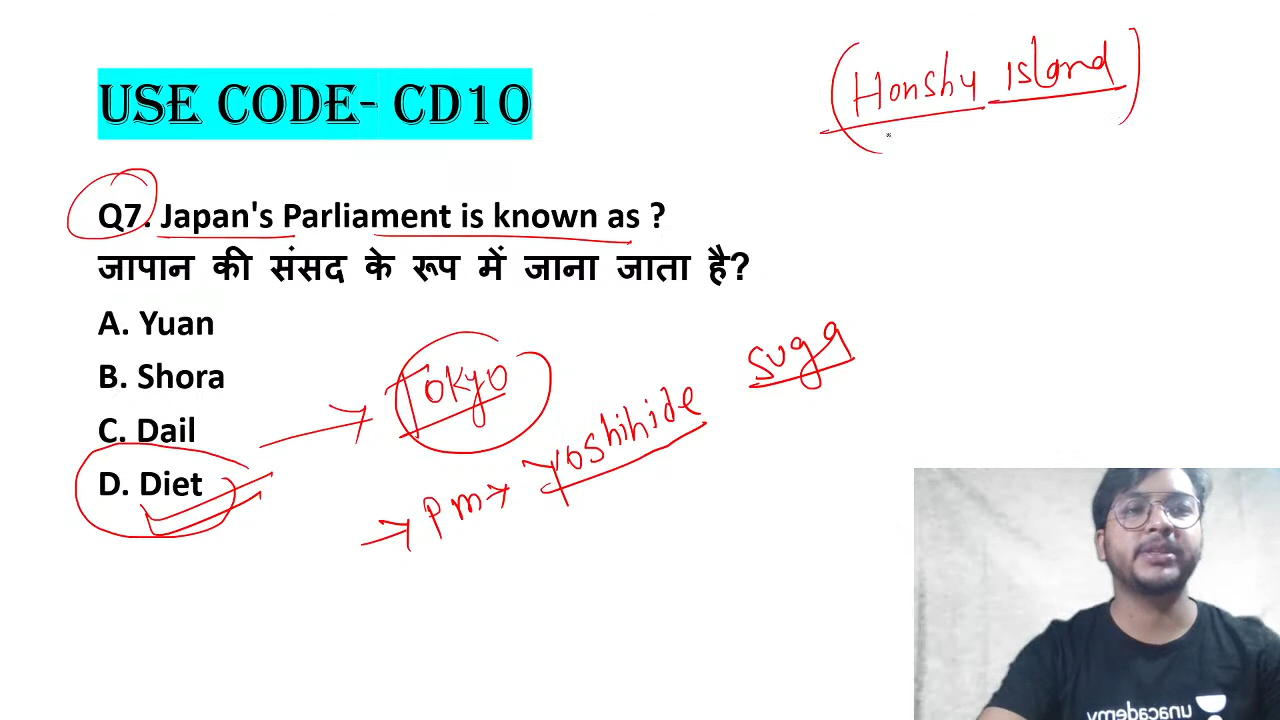 USE CODE- CD10
(Honshu Island)
Q7. Japan's Parliament is known as ?
जापान की संसद के रूप में जाना जाता है?
A. Yuan
B. Shora
C. Dail
D. Diet
Tokyo
PM → Yoshihide Suga
unacademy